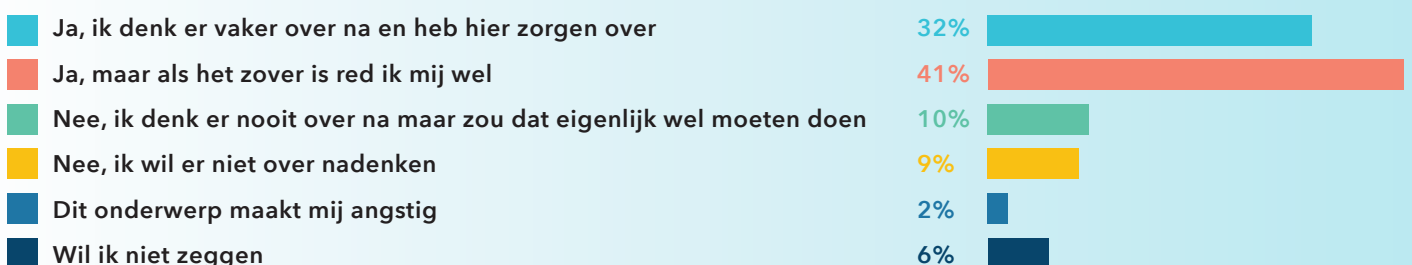 Ja, ik denk er vaker over na en heb hier zorgen over 32%
Ja, maar als het zover is red ik mij wel 41%
Nee, ik denk er nooit over na maar zou dat eigenlijk wel moeten doen 10%
Nee, ik wil er niet over nadenken 9%
Dit onderwerp maakt mij angstig 2%
Wil ik niet zeggen 6%